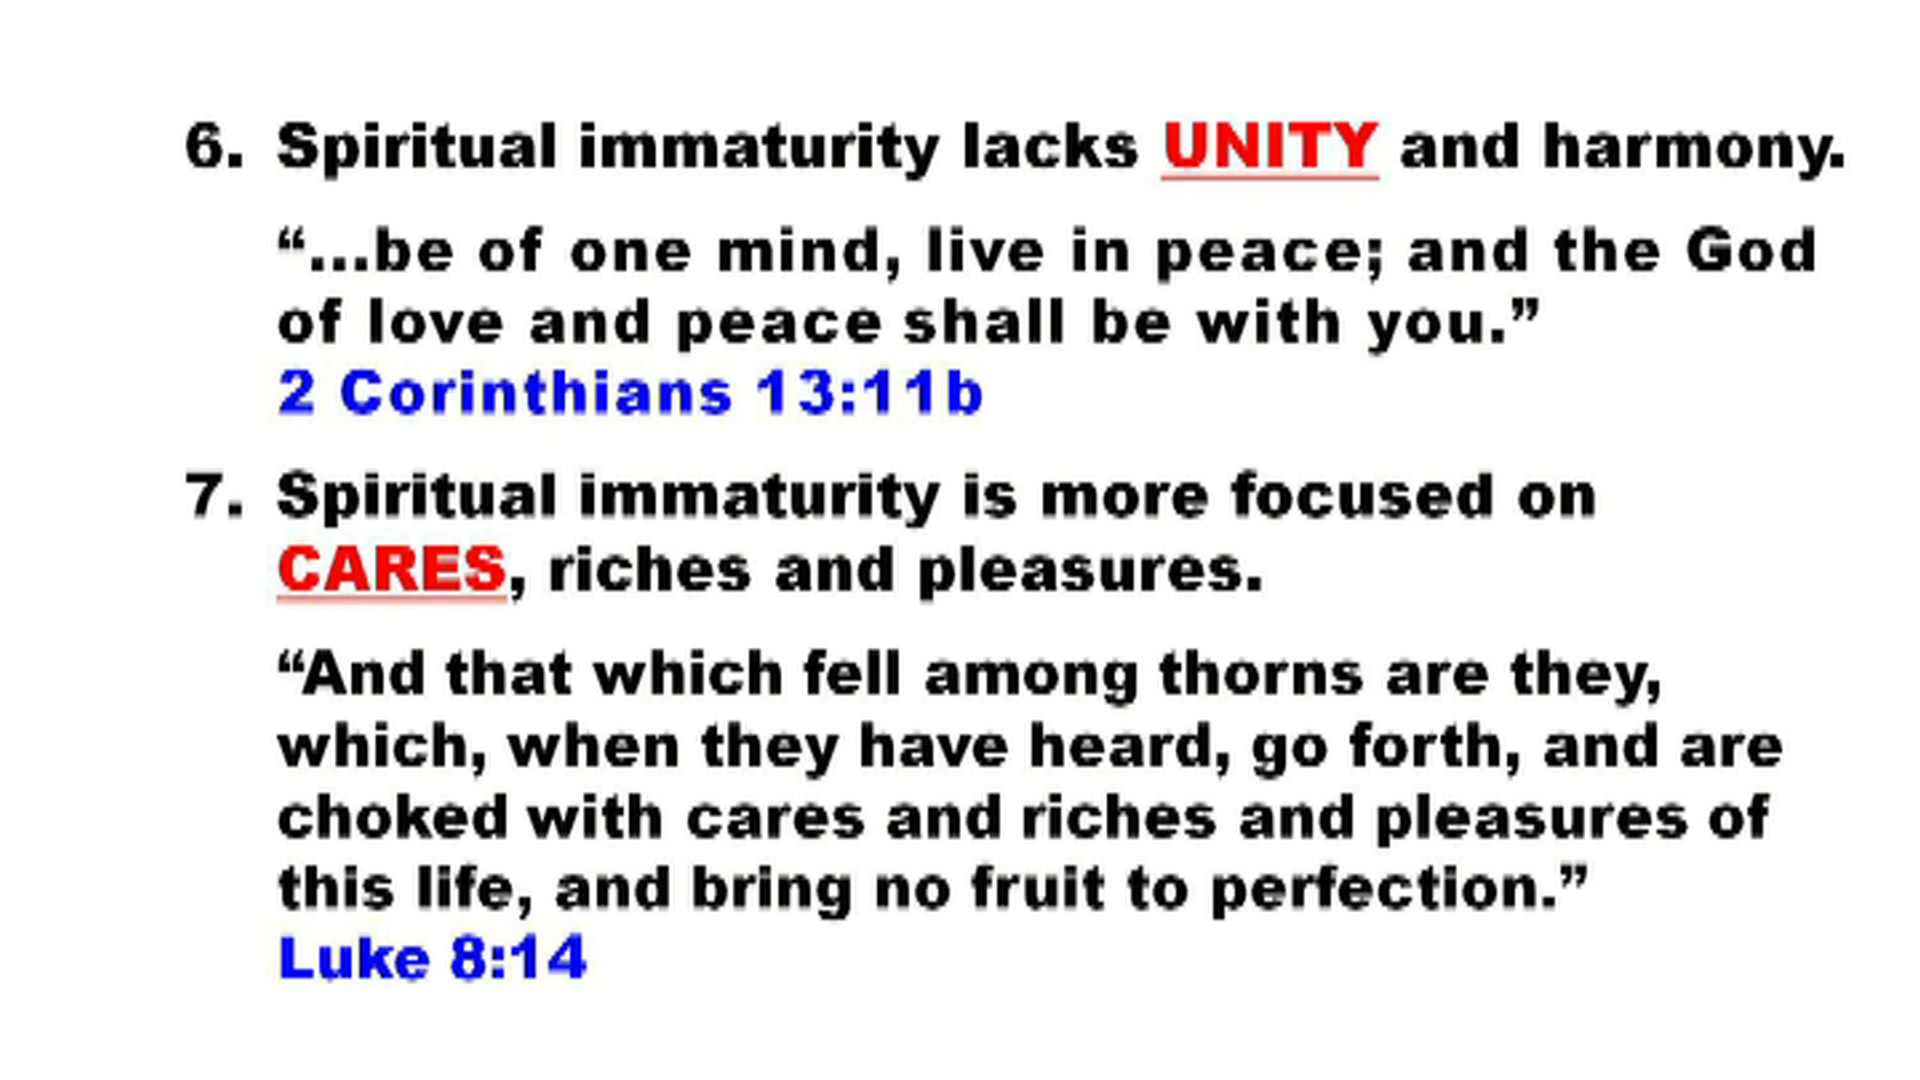 6. Spiritual immaturity lacks UNITY and harmony.
“...be of one mind, live in peace; and the God
of love and peace shall be with you.”
2 Corinthians 13:11b
7. Spiritual immaturity is more focused on
CARES, riches and pleasures.
“And that which fell among thorns are they,
which, when they have heard, go forth, and are
choked with cares and riches and pleasures of
this life, and bring no fruit to perfection.”
Luke 8:14